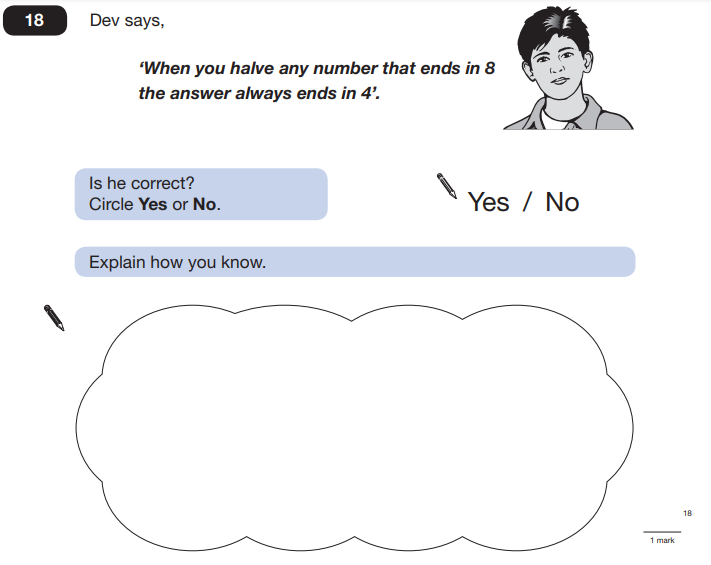 18
Dev says,
‘When you halve any number that ends in 8
the answer always ends in 4’.
Is he correct?
Circle Yes or No.
Yes / No
Explain how you know.
18
1 mark